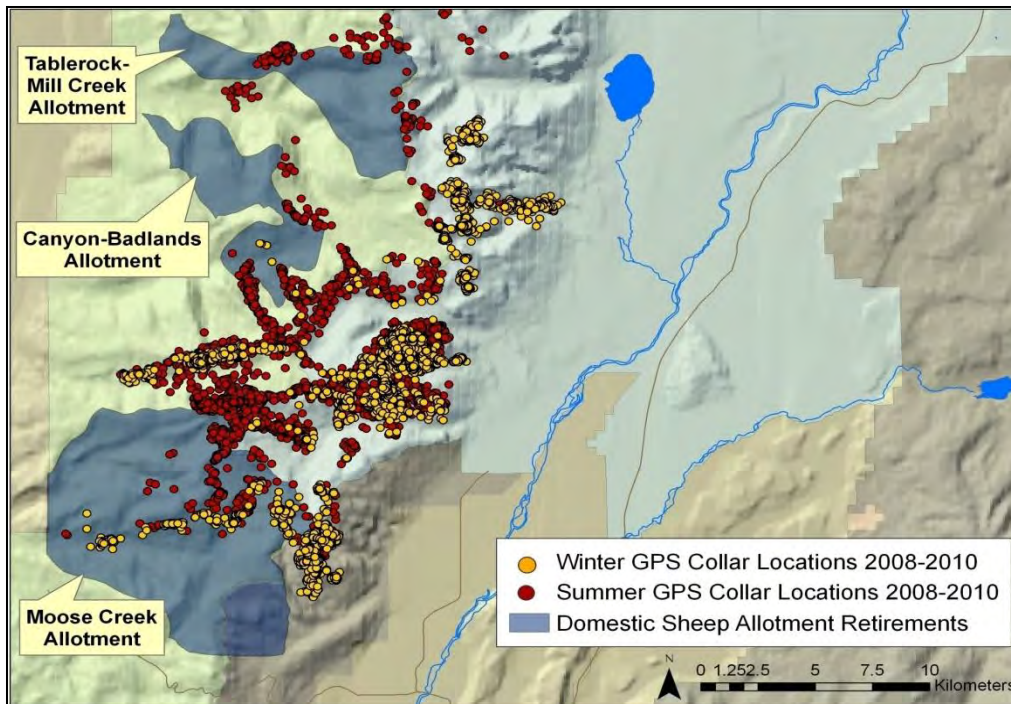 Tablerock-
Mill Creek
Allotment
Canyon-Badlands
Allotment
Moose Creek
Allotment
Winter GPS Collar Locations 2008-2010
Summer GPS Collar Locations 2008-2010
Domestic Sheep Allotment Retirements
N
0 1.252.5 5 7.5 10
Kilometers